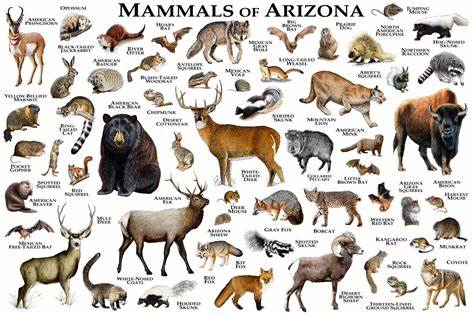 MAMMALS OF ARIZONA
AMERICAN
PRONGHORN
OPOSSUM
BLACK-TAILED
JACKRABBIT
RIVER
OTTER
HOARY
BAT
MEXICAN
GRAY
WOLF
BIG
BROWN
BAT
PRAIRIE
DOG
NORTH
AMERICAN
PORCUPINE
JUMPING
MOUSE
HOG-NOSED
SKUNK
NORTHERN
RACCOON
ANTELOPE
SQUIRREL
MEXICAN
VOLE
LONG-TAILED
WEASEL
ABERT'S
SQUIRREL
BUSHY-TAILED
WOODRAT
YELLOW-BELLIED
MARMOT
AMERICAN
BLACK BEAR
CHIPMUNK
STRIPED
SKUNK
MOUNTAIN
LION
AMERICAN
MINK
RING-
TAILED
CAT
DESERT
COTTONTAIL
WHITE-
TAILED
DEER
COLLARED
PECCARY
LITTLE
BROWN BAT
ARIZONA
GRAY
SQUIRREL
AMERICAN
BISON
HARVEST
MOUSE
POCKET
GOPHER
SPOTTED
SQUIRREL
RED
SQUIRREL
AMERICAN
BEAVER
AMERICAN
ELK
DEER
MOUSE
GRAY FOX
BOBCAT
WESTERN
RED BAT
MUSKRAT
MEXICAN
FREE-TAILED BAT
MULE
DEER
ARIZONA
SHREW
SPOTTED
SKUNK
KANGAROO
RAT
WHITE-NOSED
COATI
HOODED
SKUNK
RED
FOX
KIT
FOX
DESERT
BIGHORN
SHEEP
ROCK
SQUIRREL
THIRTEEN-LINED
GROUND SQUIRREL
COYOTE